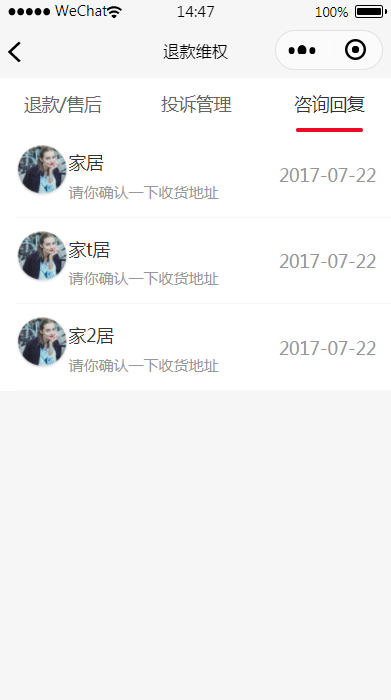 WeChat 14:47 100%
退款维权
退款/售后 投诉管理 咨询回复
家居
请你确认一下收货地址
2017-07-22
家t居
请你确认一下收货地址
2017-07-22
家2居
请你确认一下收货地址
2017-07-22